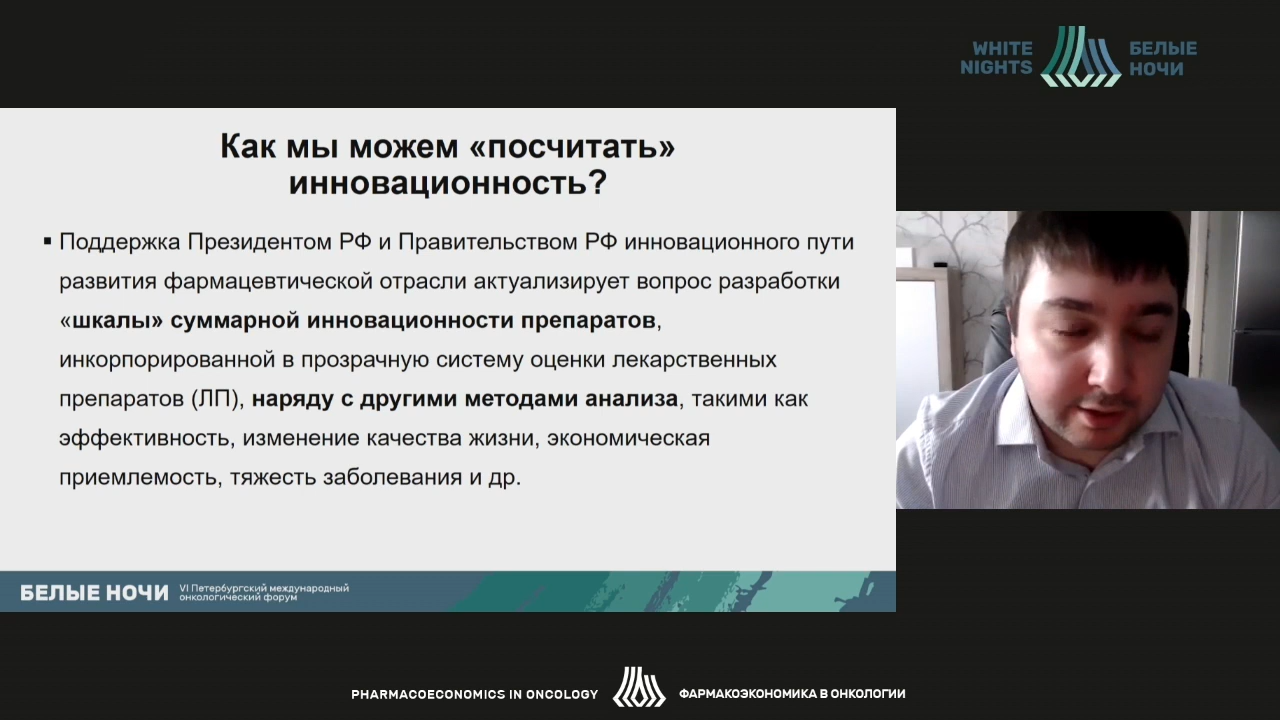 WHITE
NIGHTS
БЕЛЫЕ
НОЧИ
Как мы можем «посчитать»
инновационность?
▪ Поддержка Президентом РФ и Правительством РФ инновационного пути
развития фармацевтической отрасли актуализирует вопрос разработки
«шкалы» суммарной инновационности препаратов,
инкорпорированной в прозрачную систему оценки лекарственных
препаратов (ЛП), наряду с другими методами анализа, такими как
эффективность, изменение качества жизни, экономическая
приемлемость, тяжесть заболевания и др.
БЕЛЫЕ НОЧИ
VI Петербургский международный
онкологический форум
PHARMACOECONOMICS IN ONCOLOGY
ФАРМАКОЭКОНОМИКА В ОНКОЛОГИИ